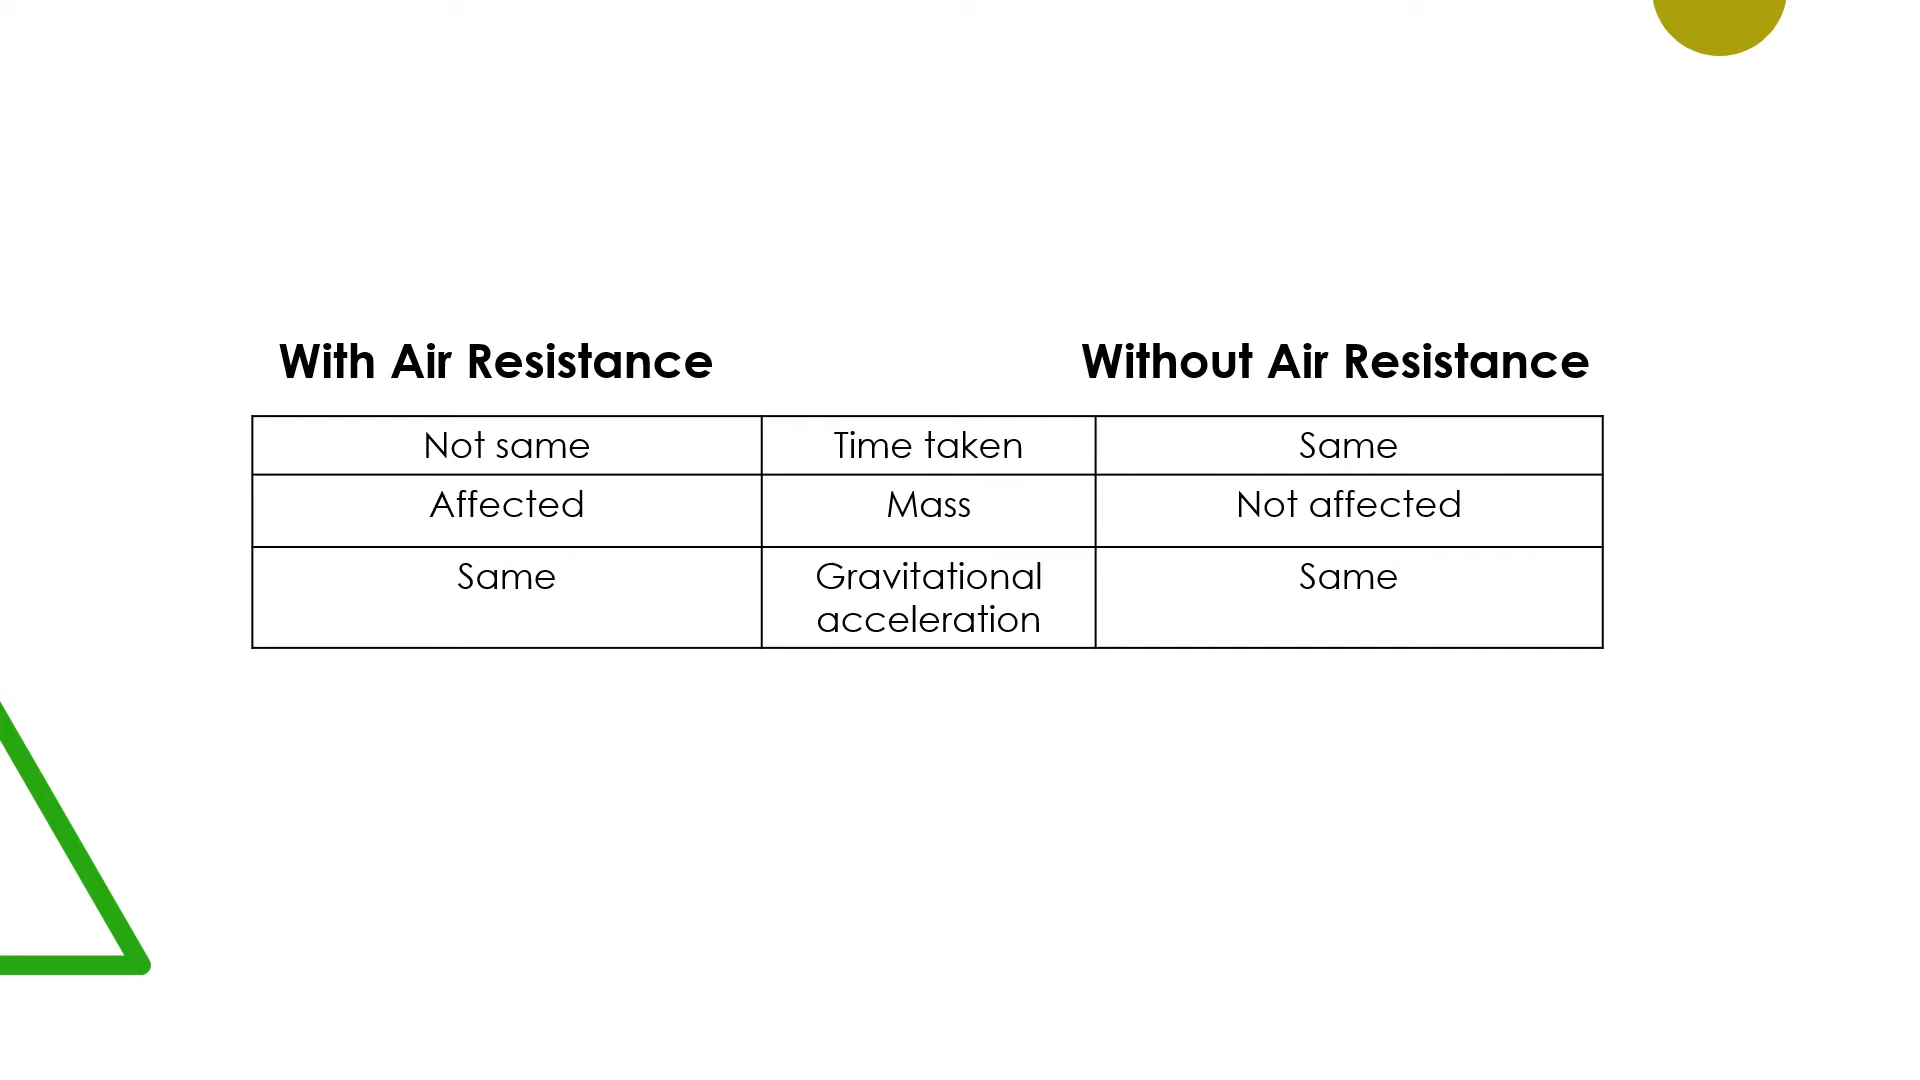 With Air Resistance
Without Air Resistance
Not same
Time taken
Same
Affected
Mass
Not affected
Same
Gravitational
acceleration
Same